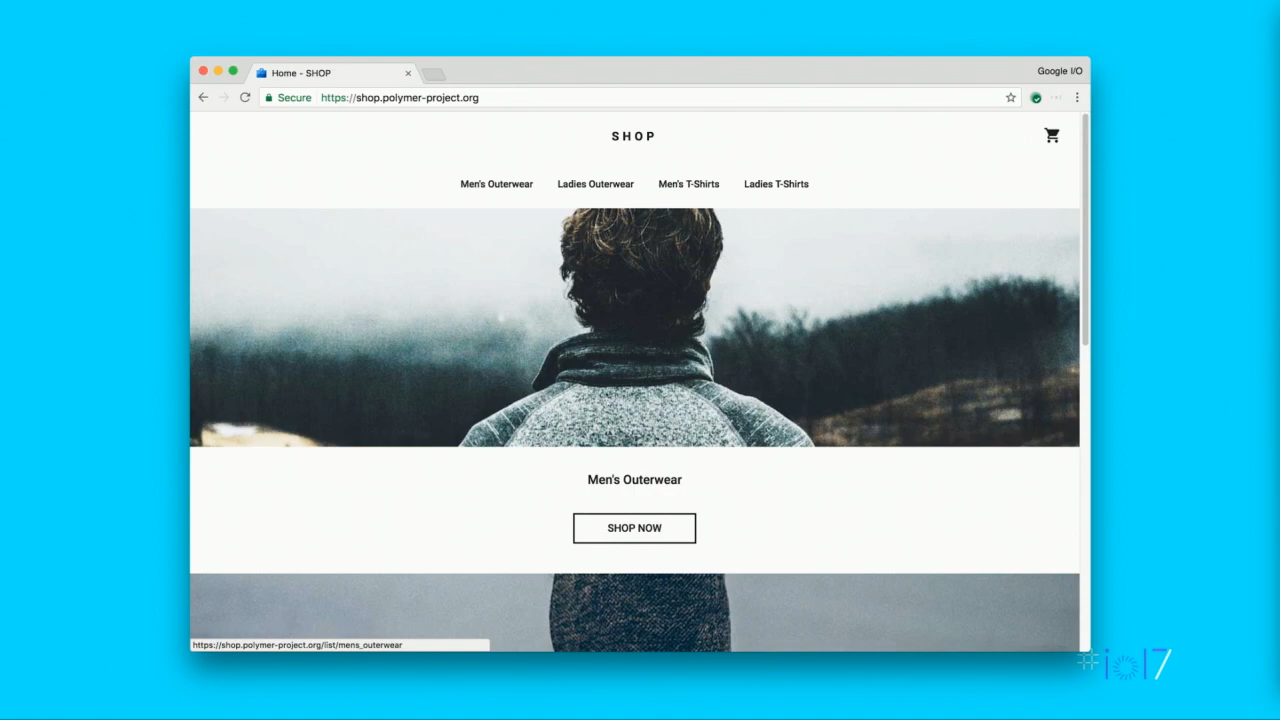 Home - SHOP
Google I/O
Secure https://shop.polymer-project.org
SHOP
Men's Outerwear Ladies Outerwear Men's T-Shirts Ladies T-Shirts
Men's Outerwear
SHOP NOW
https://shop.polymer-project.org/list/mens_outerwear
#io17